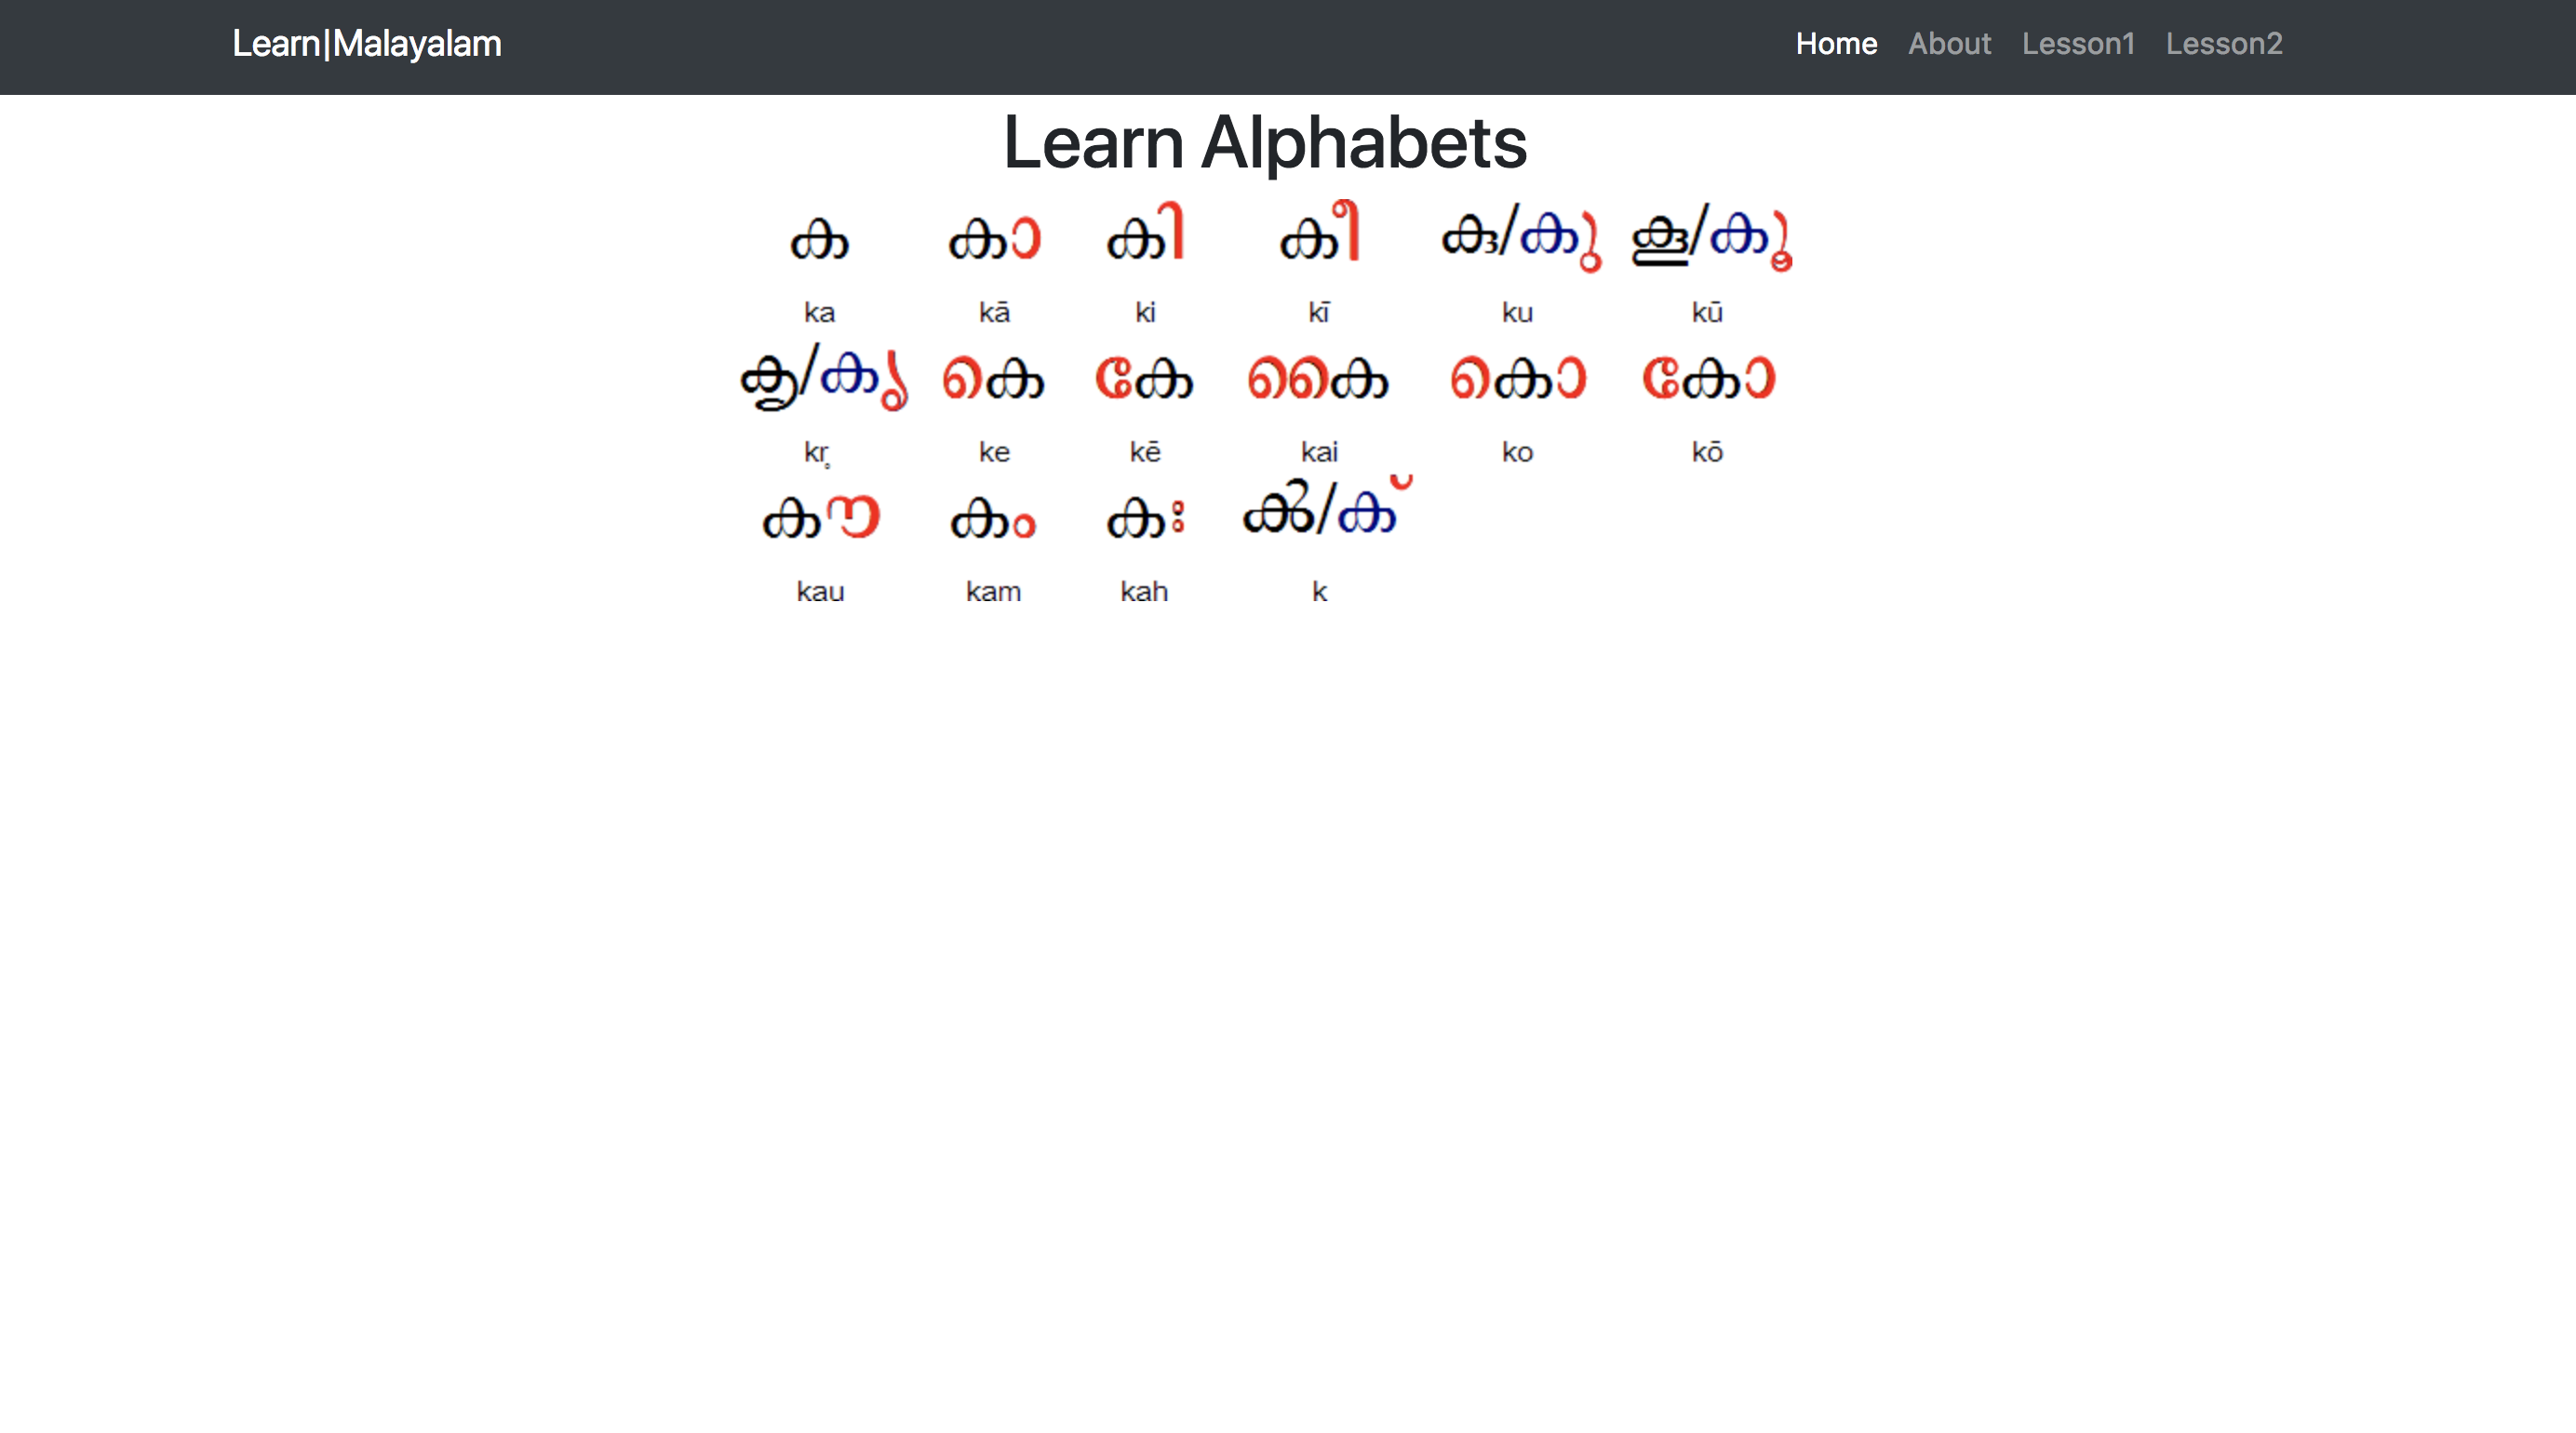 Learn|Malayalam Home About Lesson1 Lesson2
Learn Alphabets
ക കാ കി കീ കു/കു കൂ/കൂ
ka kā ki kī ku kū
കൃ/കൃ കെ കേ കൈ കൊ കോ
kr̥ ke kē kai ko kō
കൗ കം കഃ ക്/ക്
kau kam kah k